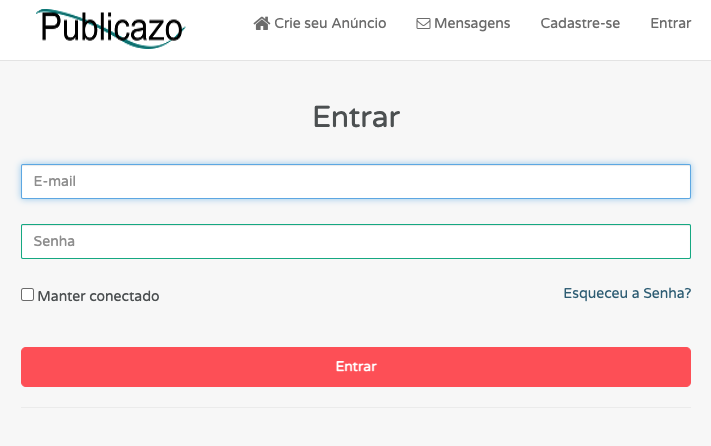 Publicazo
Crie seu Anúncio Mensagens Cadastre-se Entrar
Entrar
E-mail
Senha
Manter conectado Esqueceu a Senha?
Entrar